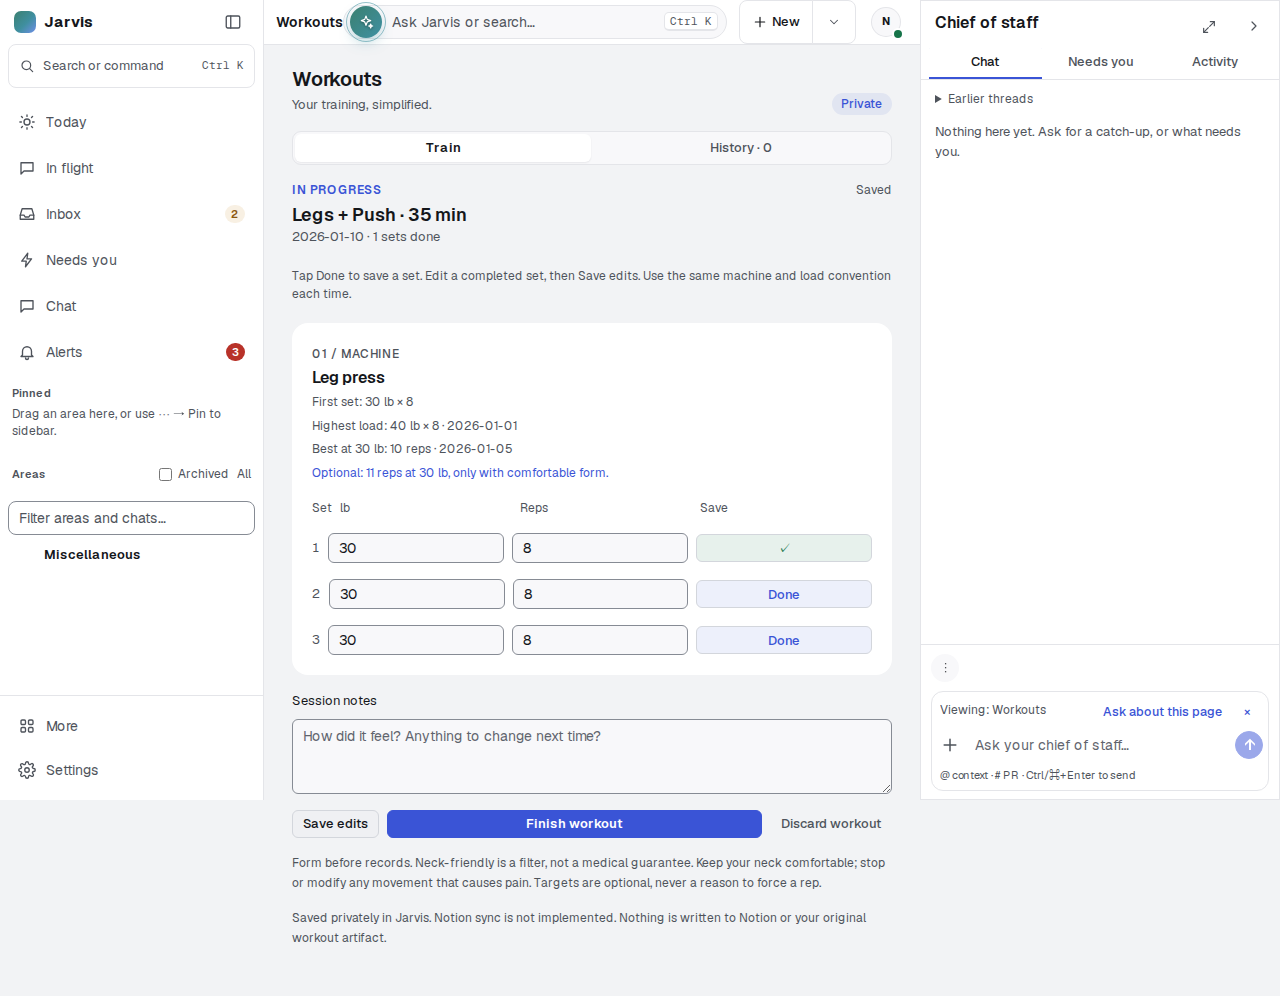 Jarvis
Search or command Ctrl K
Today
In flight
Inbox 2
Needs you
Chat
Alerts 3
Pinned
Drag an area here, or use ··· → Pin to
sidebar.
Areas Archived All
Filter areas and chats…
Miscellaneous
More
Settings
Workouts Ask Jarvis or search… Ctrl K + New N
Workouts
Your training, simplified. Private
Train History · 0
IN PROGRESS Saved
Legs + Push · 35 min
2026-01-10 · 1 sets done
Tap Done to save a set. Edit a completed set, then Save edits. Use the same machine and load convention
each time.
01 / MACHINE
Leg press
First set: 30 lb × 8
Highest load: 40 lb × 8 · 2026-01-01
Best at 30 lb: 10 reps · 2026-01-05
Optional: 11 reps at 30 lb, only with comfortable form.
Set lb Reps Save
1 30 8 ✓
2 30 8 Done
3 30 8 Done
Session notes
How did it feel? Anything to change next time?
Save edits Finish workout Discard workout
Form before records. Neck-friendly is a filter, not a medical guarantee. Keep your neck comfortable; stop
or modify any movement that causes pain. Targets are optional, never a reason to force a rep.
Saved privately in Jarvis. Notion sync is not implemented. Nothing is written to Notion or your original
workout artifact.
Chief of staff
Chat Needs you Activity
Earlier threads
Nothing here yet. Ask for a catch-up, or what needs
you.
Viewing: Workouts Ask about this page ×
Ask your chief of staff…
@ context · # PR · Ctrl/⌘+Enter to send